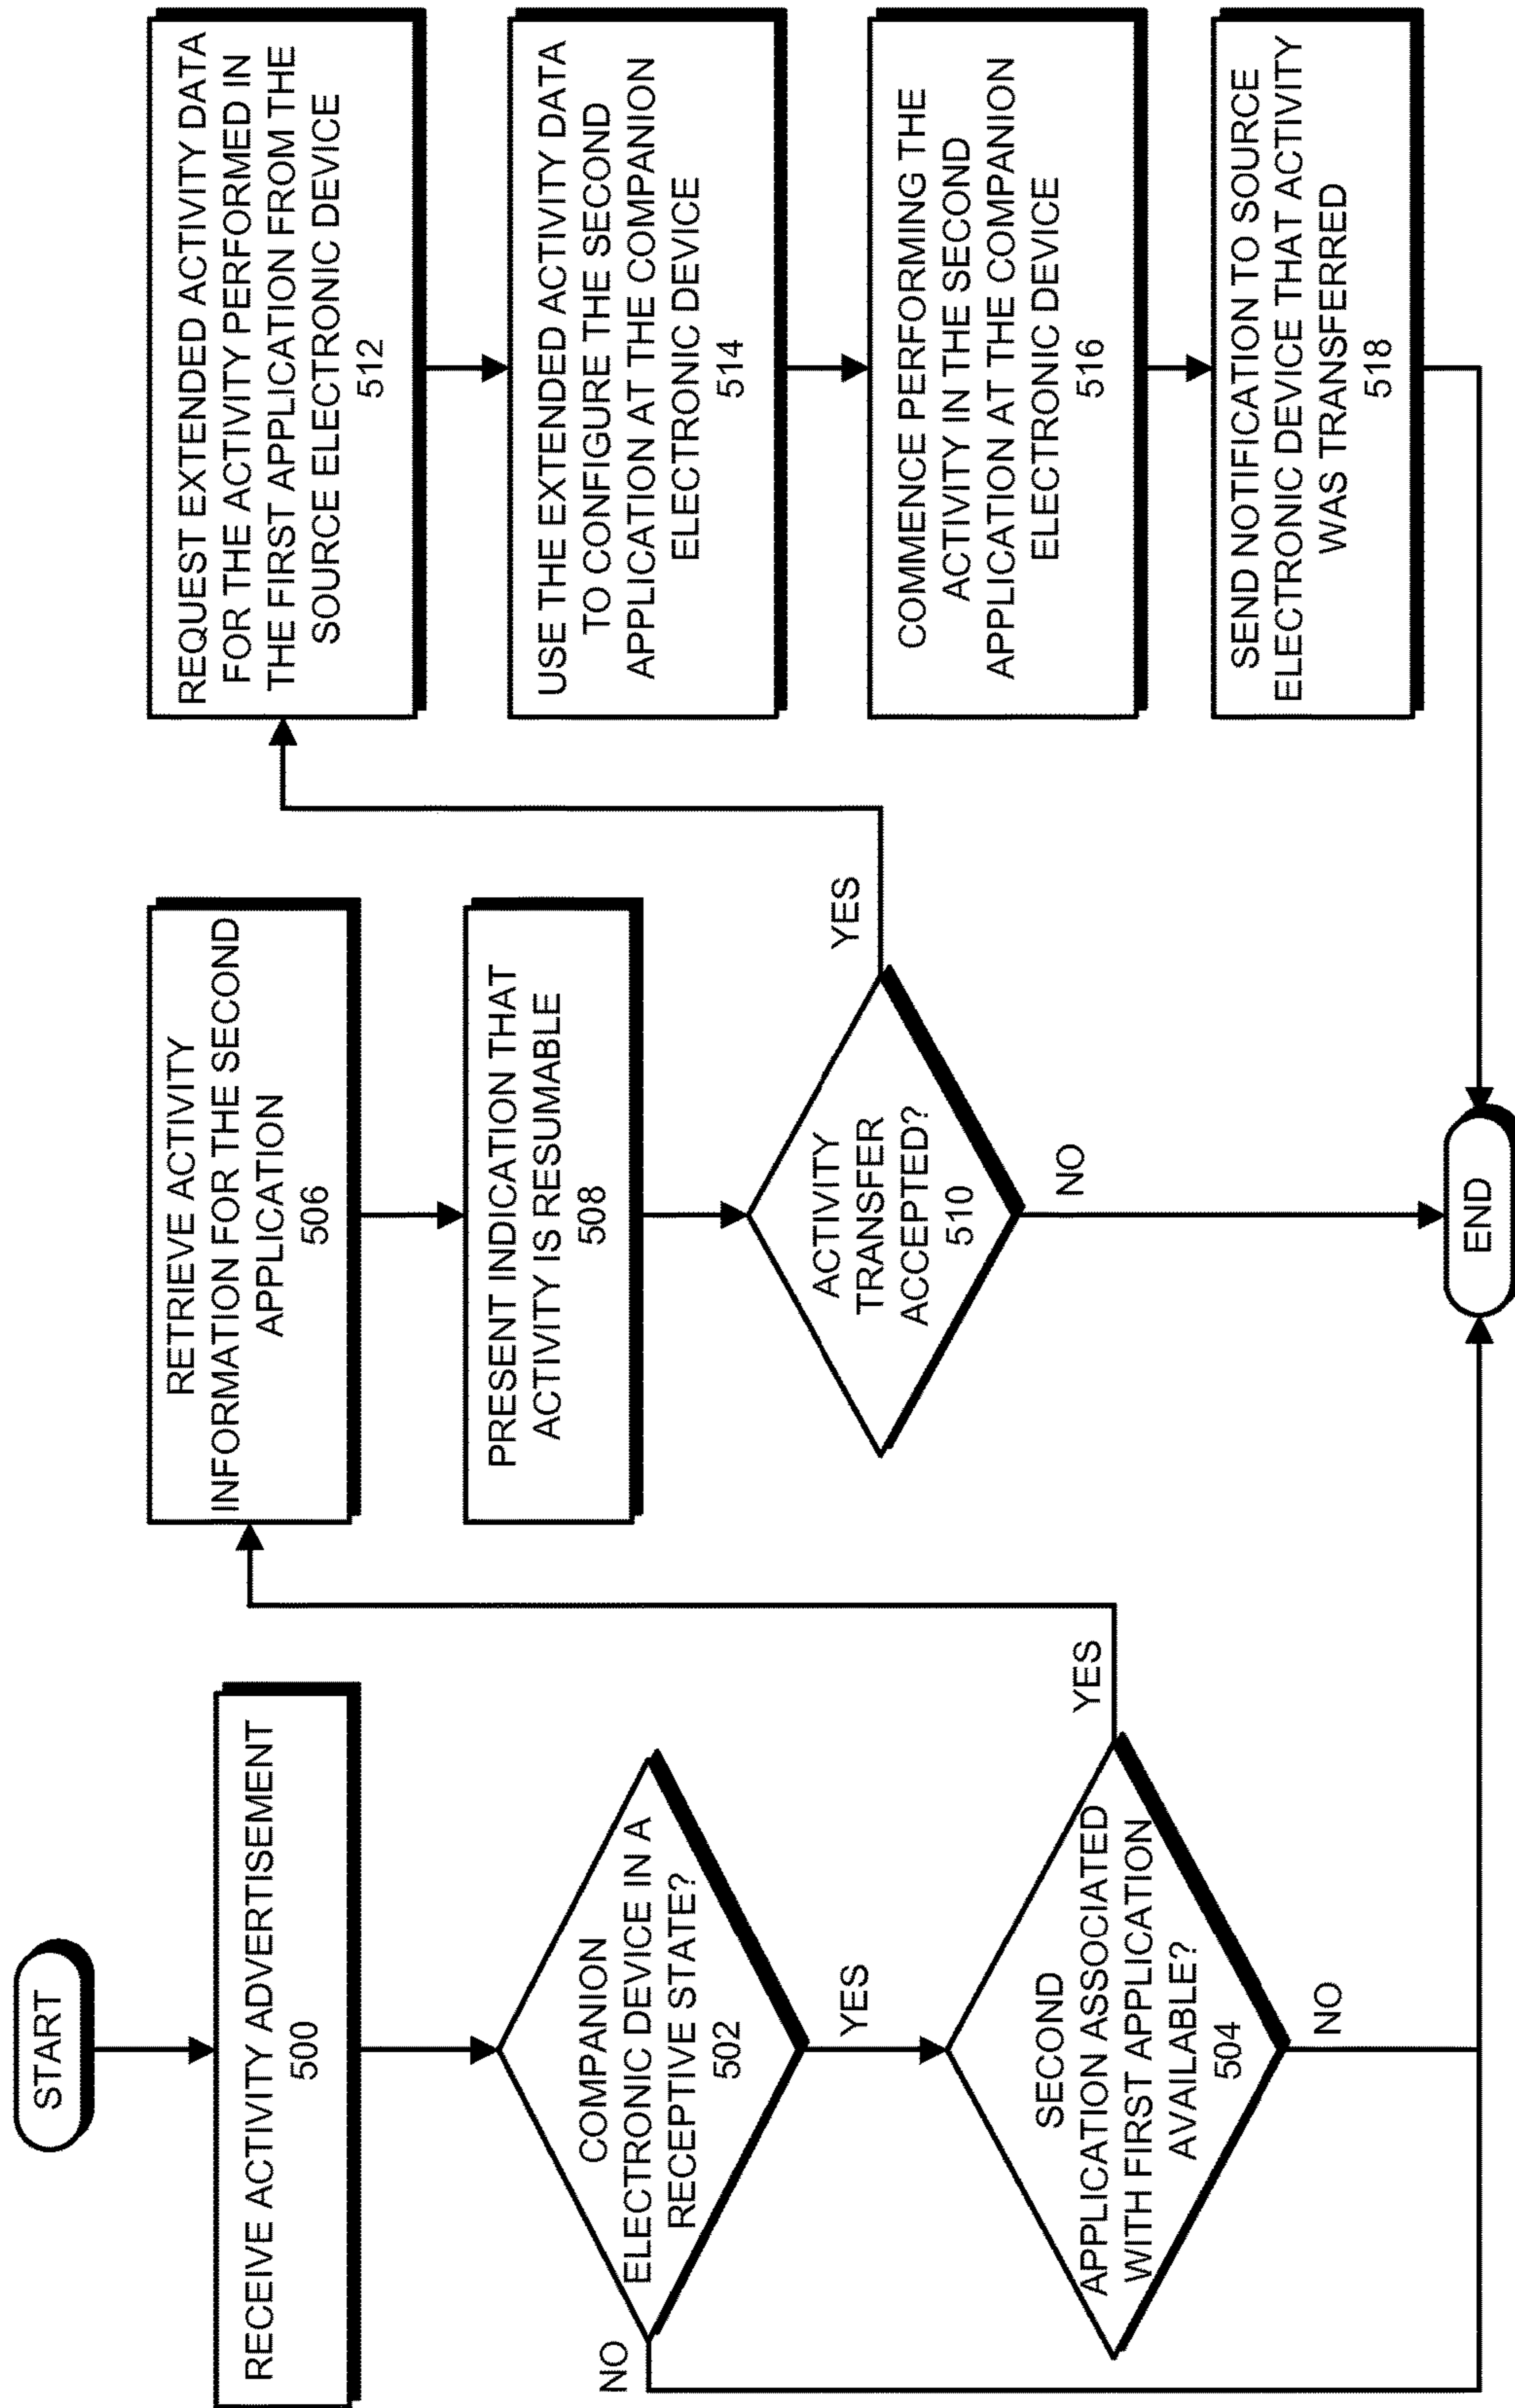 START
RECEIVE ACTIVITY ADVERTISEMENT
500
COMPANION
ELECTRONIC DEVICE IN A
RECEPTIVE STATE?
502
NO
YES
SECOND
APPLICATION ASSOCIATED
WITH FIRST APPLICATION
AVAILABLE?
504
YES
NO
RETRIEVE ACTIVITY
INFORMATION FOR THE SECOND
APPLICATION
506
PRESENT INDICATION THAT
ACTIVITY IS RESUMABLE
508
ACTIVITY
TRANSFER
ACCEPTED?
510
YES
NO
REQUEST EXTENDED ACTIVITY DATA
FOR THE ACTIVITY PERFORMED IN
THE FIRST APPLICATION FROM THE
SOURCE ELECTRONIC DEVICE
512
USE THE EXTENDED ACTIVITY DATA
TO CONFIGURE THE SECOND
APPLICATION AT THE COMPANION
ELECTRONIC DEVICE
514
COMMENCE PERFORMING THE
ACTIVITY IN THE SECOND
APPLICATION AT THE COMPANION
ELECTRONIC DEVICE
516
SEND NOTIFICATION TO SOURCE
ELECTRONIC DEVICE THAT ACTIVITY
WAS TRANSFERRED
518
END